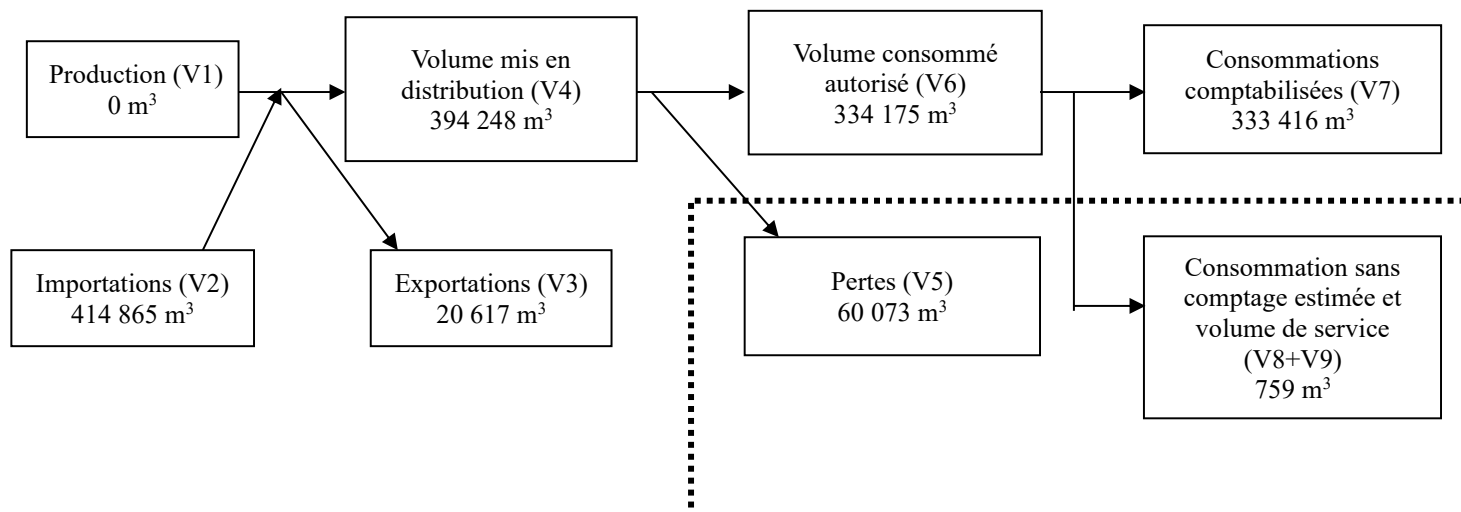 Production (V1)
0 m³
Volume mis en
distribution (V4)
394 248 m³
Volume consommé
autorisé (V6)
334 175 m³
Consommations
comptabilisées (V7)
333 416 m³
Importations (V2)
414 865 m³
Exportations (V3)
20 617 m³
Pertes (V5)
60 073 m³
Consommation sans
comptage estimée et
volume de service
(V8+V9)
759 m³